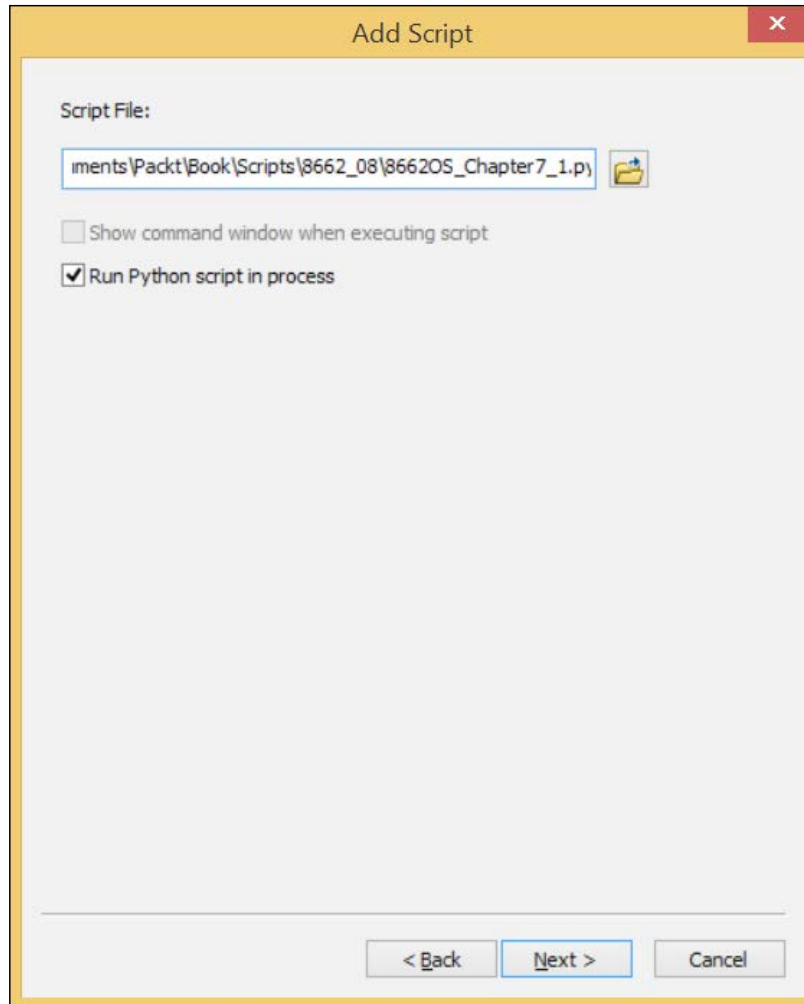 Add Script
Script File:
ıments\Packt\Book\Scripts\8662_08\8662OS_Chapter7_1.py
Show command window when executing script
Run Python script in process
< Back
Next >
Cancel